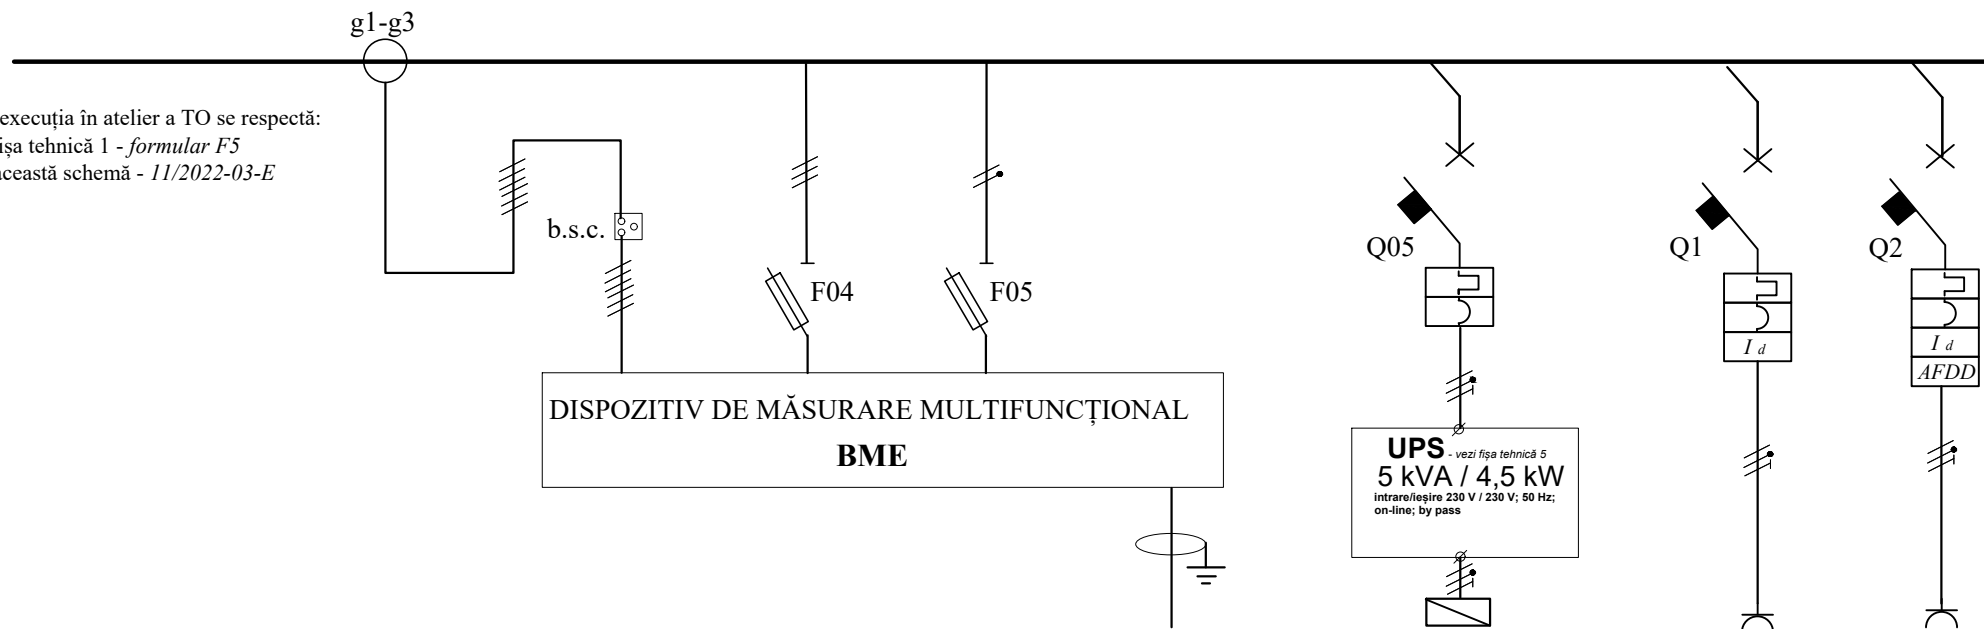 g1-g3
execuția în atelier a TO se respectă:
ișa tehnică 1 - formular F5
această schemă - 11/2022-03-E
b.s.c.
F04
F05
Q05
Q1
Q2
I d
I d
AFDD
DISPOZITIV DE MĂSURARE MULTIFUNCȚIONAL
BME
UPS - vezi fișa tehnică 5
5 kVA / 4,5 kW
intrare/ieșire 230 V / 230 V; 50 Hz;
on-line; by pass